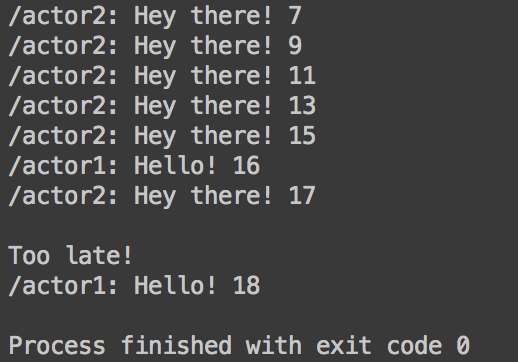 /actor2: Hey there! 7
/actor2: Hey there! 9
/actor2: Hey there! 11
/actor2: Hey there! 13
/actor2: Hey there! 15
/actor1: Hello! 16
/actor2: Hey there! 17
Too late!
/actor1: Hello! 18
Process finished with exit code 0